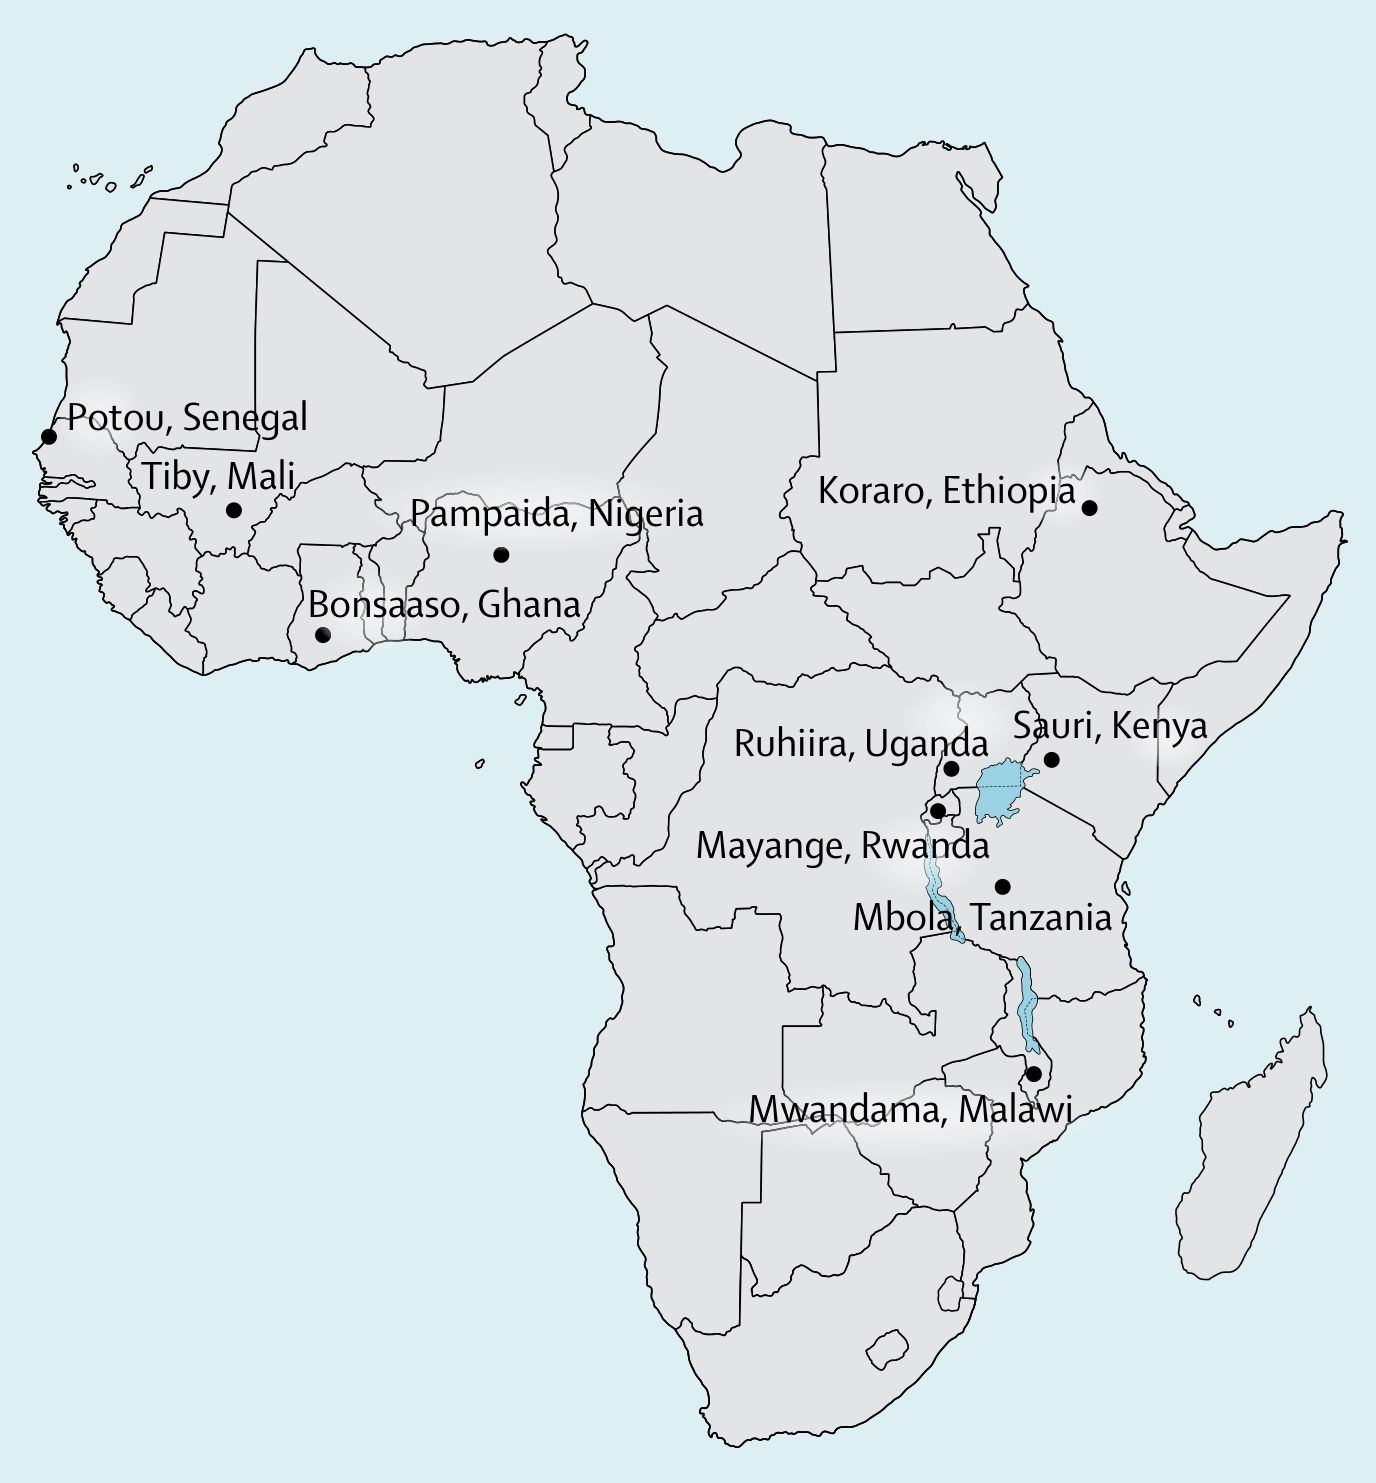 Potou, Senegal
Tiby, Mali
Koraro, Ethiopia
Pampaida, Nigeria
Bonsaaso, Ghana
Sauri, Kenya
Ruhiira, Uganda
Mayange, Rwanda
Mbola, Tanzania
Mwandama, Malawi